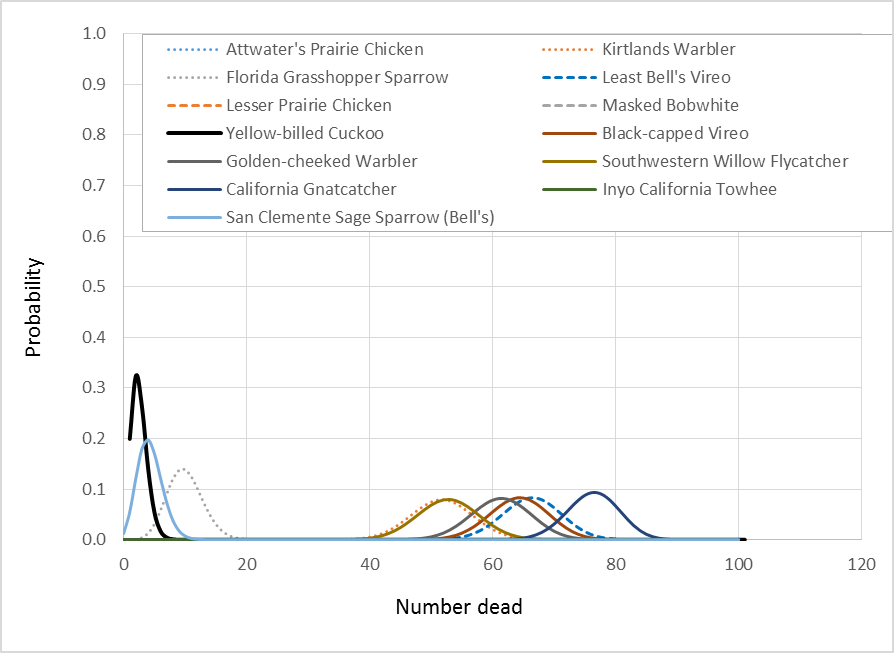 1.0
0.9
0.8
0.7
0.6
0.5
0.4
0.3
0.2
0.1
0.0
Probability
Attwater's Prairie Chicken Kirtlands Warbler
Florida Grasshopper Sparrow Least Bell's Vireo
Lesser Prairie Chicken Masked Bobwhite
Yellow-billed Cuckoo Black-capped Vireo
Golden-cheeked Warbler Southwestern Willow Flycatcher
California Gnatcatcher Inyo California Towhee
San Clemente Sage Sparrow (Bell's)
0 20 40 60 80 100 120
Number dead